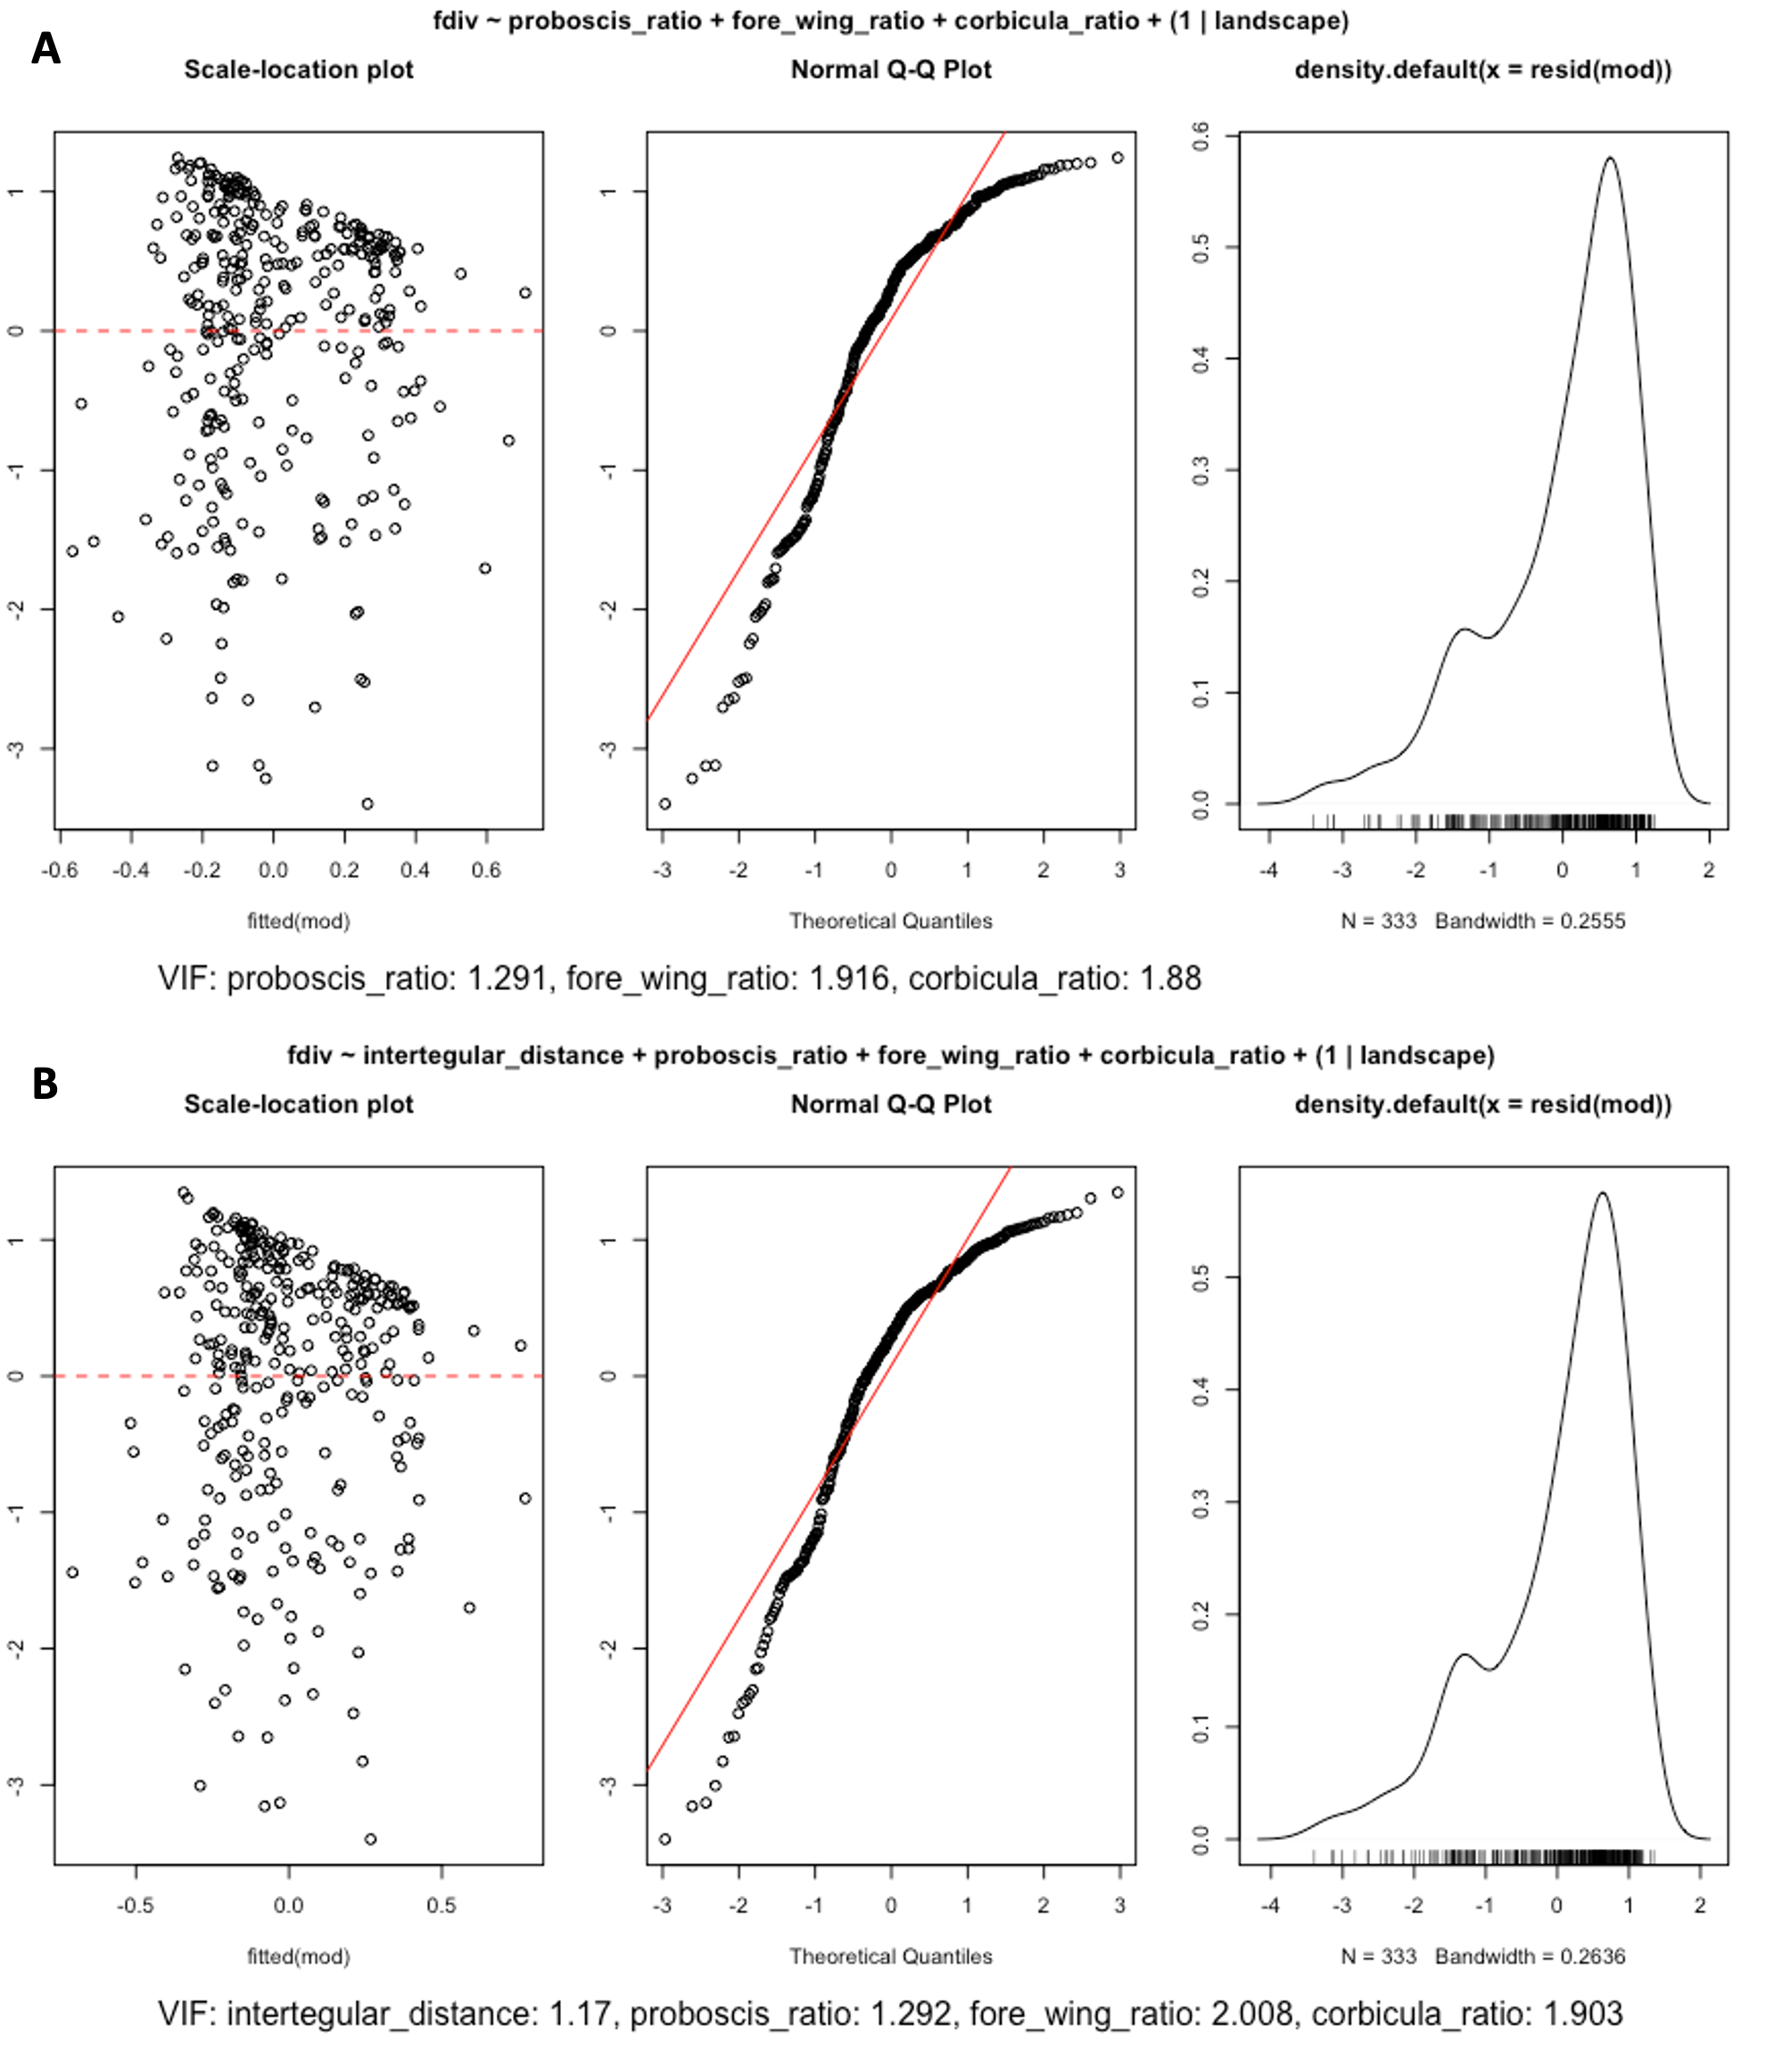 fdiv ~ proboscis_ratio + fore_wing_ratio + corbicula_ratio + (1 | landscape)
A
Scale-location plot
Normal Q-Q Plot
density.default(x = resid(mod))
1
0
-1
-2
-3
-0.6 -0.4 -0.2 0.0 0.2 0.4 0.6
fitted(mod)
1
0
-1
-2
-3
-3 -2 -1 0 1 2 3
Theoretical Quantiles
0.6
0.5
0.4
0.3
0.2
0.1
0.0
-4 -3 -2 -1 0 1 2
N = 333 Bandwidth = 0.2555
VIF: proboscis_ratio: 1.291, fore_wing_ratio: 1.916, corbicula_ratio: 1.88
fdiv ~ intertegular_distance + proboscis_ratio + fore_wing_ratio + corbicula_ratio + (1 | landscape)
B
Scale-location plot
Normal Q-Q Plot
density.default(x = resid(mod))
1
0
-1
-2
-3
-0.5 0.0 0.5
fitted(mod)
1
0
-1
-2
-3
-3 -2 -1 0 1 2 3
Theoretical Quantiles
0.5
0.4
0.3
0.2
0.1
0.0
-4 -3 -2 -1 0 1 2
N = 333 Bandwidth = 0.2636
VIF: intertegular_distance: 1.17, proboscis_ratio: 1.292, fore_wing_ratio: 2.008, corbicula_ratio: 1.903